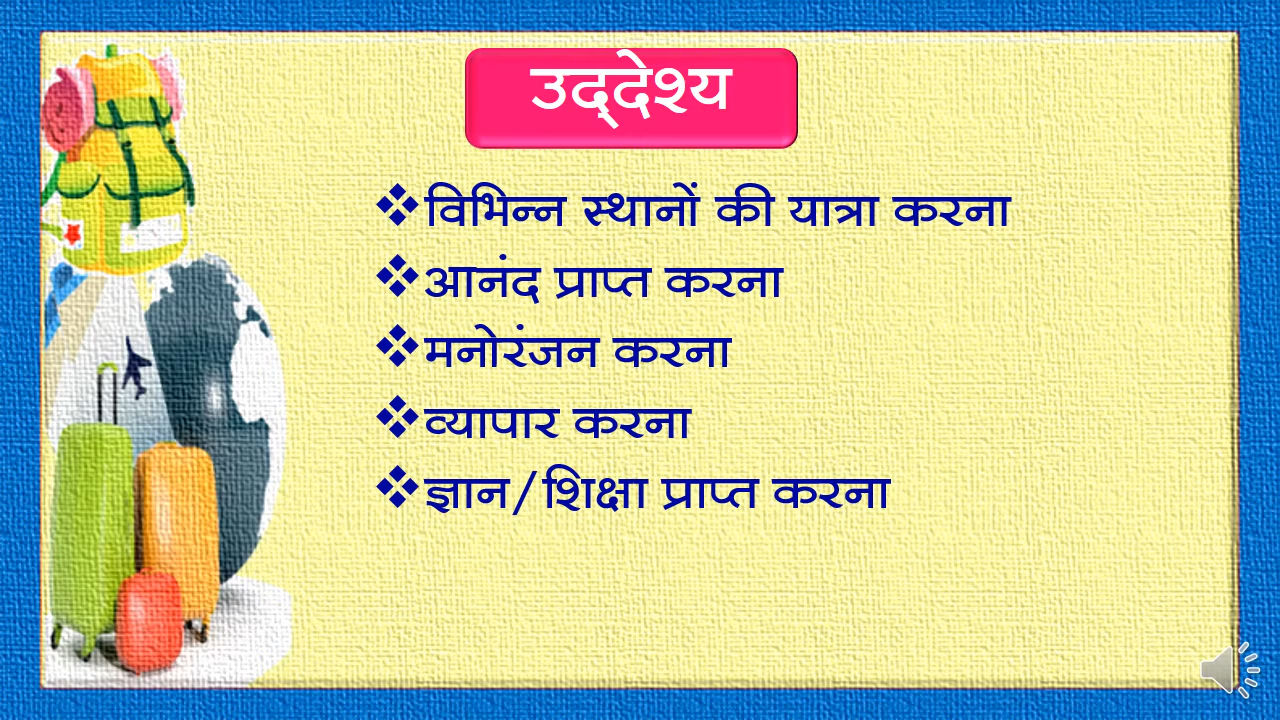 उद्‌देश्य
❖विभिन्न स्थानों की यात्रा करना
❖आनंद प्राप्त करना
❖मनोरंजन करना
❖व्यापार करना
❖ज्ञान/शिक्षा प्राप्त करना